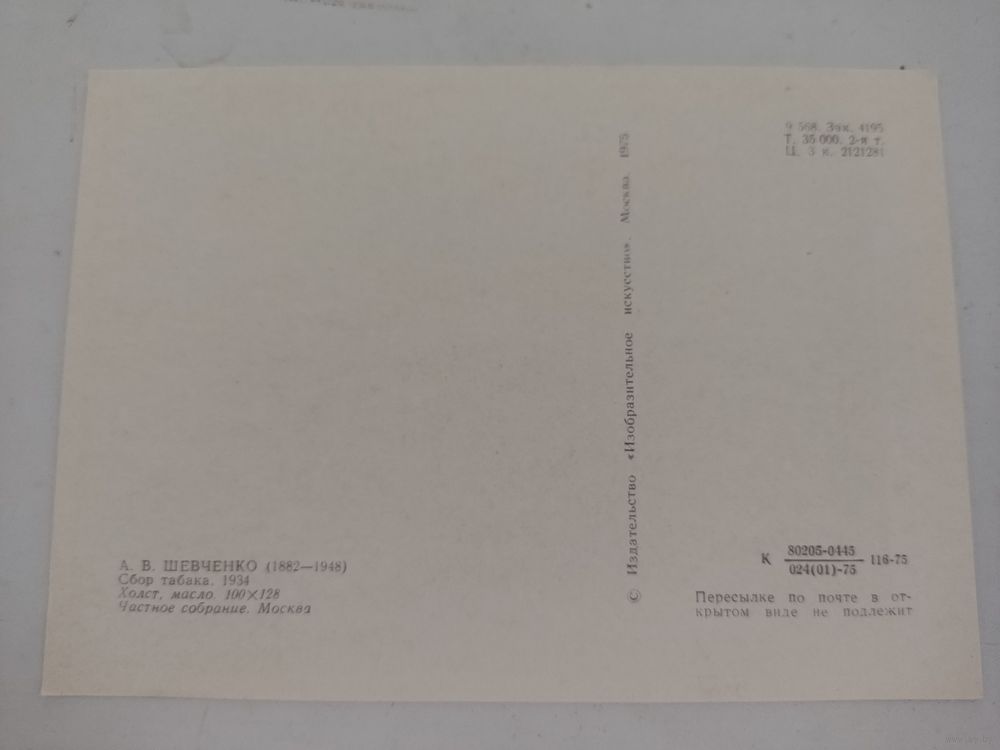 А. В. ШЕВЧЕНКО (1882—1948)
Сбор табака. 1934
Холст, масло. 100×128
Частное собрание. Москва
© Издательство «Изобразительное искусство». Москва. 1975
9 568. Зак. 4195
Т. 35 000. 2-я т.
Ц. 3 к. 2121281
К 80205-0445 116-75
024(01)-75
Пересылке по почте в от-
крытом виде не подлежит